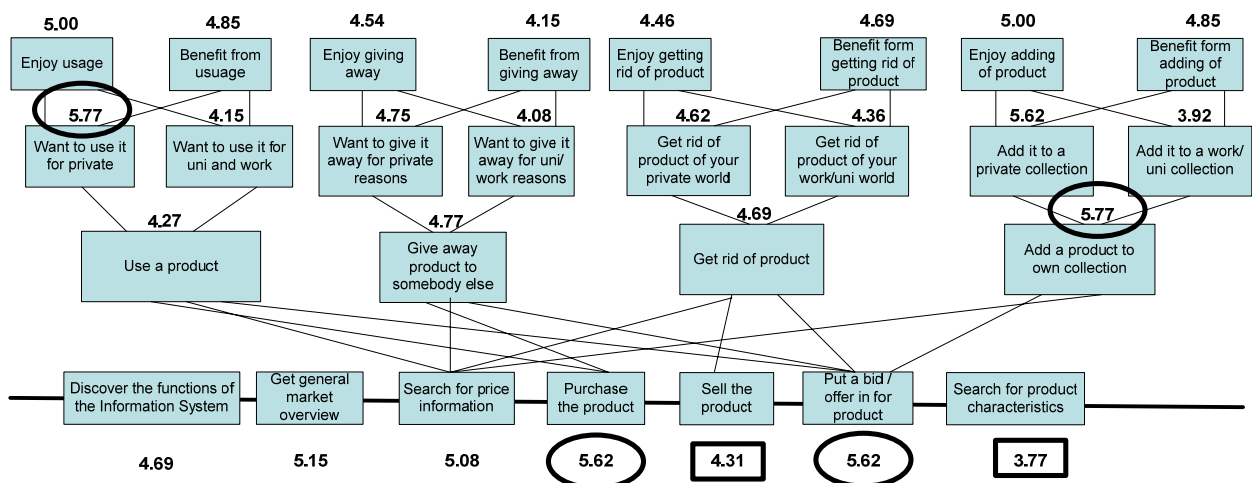 5.00
4.85
4.54
4.15
4.46
4.69
5.00
4.85
Enjoy usage
Benefit from
usuage
Enjoy giving
away
Benefit from
giving away
Enjoy getting
rid of product
Benefit form
getting rid of
product
Enjoy adding
of product
Benefit form
adding of
product
5.77
4.15
4.75
4.08
4.62
4.36
5.62
3.92
Want to use it
for private
Want to use it for
uni and work
Want to give it
away for private
reasons
Want to give it
away for uni/
work reasons
Get rid of
product of your
private world
Get rid of
product of your
work/uni world
Add it to a
private collection
Add it to a work/
uni collection
4.27
4.77
4.69
5.77
Use a product
Give away
product to
somebody else
Get rid of product
Add a product to
own collection
Discover the functions of
the Information System
Get general
market
overview
Search for price
information
Purchase
the product
Sell the
product
Put a bid /
offer in for
product
Search for product
characteristics
4.69
5.15
5.08
5.62
4.31
5.62
3.77